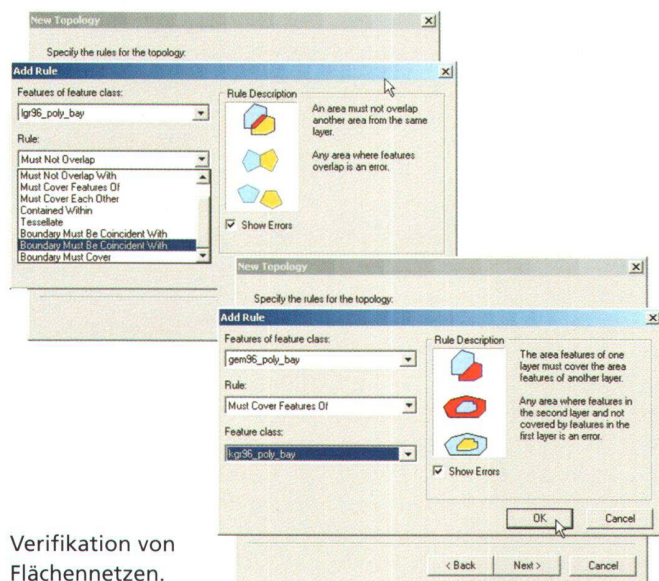 New Topology
Specify the rules for the topology:
Add Rule
Features of feature class:
lgr96_poly_bay
Rule:
Must Not Overlap
Must Not Overlap With
Must Cover Features Of
Must Cover Each Other
Contained Within
Tessellate
Boundary Must Be Coincident With
Boundary Must Be Coincident With
Boundary Must Cover
Rule Description
An area must not overlap
another area from the same
layer.
Any area where features
overlap is an error.
Show Errors
New Topology
Specify the rules for the topology:
Add Rule
Features of feature class:
gem96_poly_bay
Rule:
Must Cover Features Of
Feature class:
kgr96_poly_bay
Rule Description
The area features of one
layer must cover the area
features of another layer.
Any area where features in
the second layer and not
covered by features in the
first layer is an error.
Show Errors
OK
Cancel
< Back
Next >
Cancel
Verifikation von
Flächennetzen.